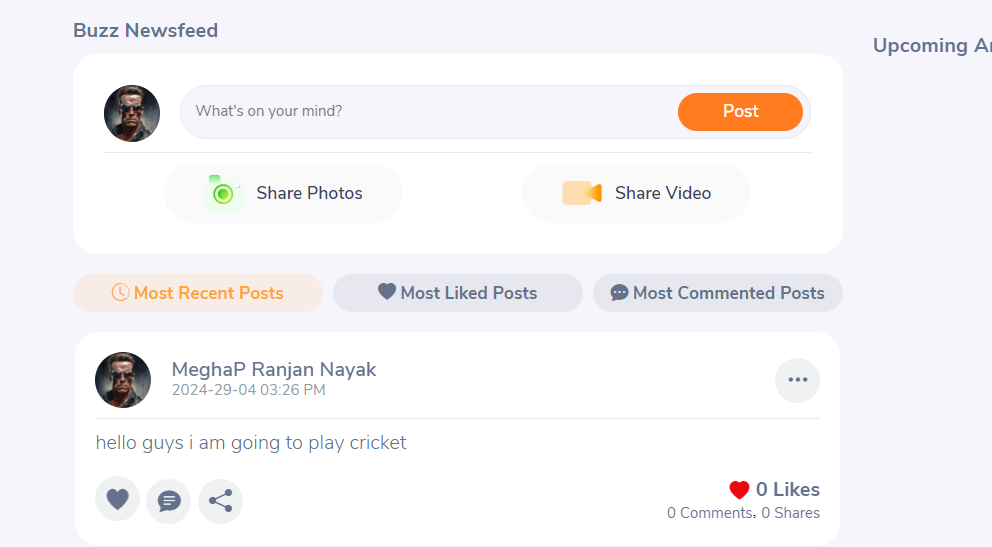 Buzz Newsfeed
Upcoming
What's on your mind?
Post
Share Photos
Share Video
Most Recent Posts
Most Liked Posts
Most Commented Posts
MeghaP Ranjan Nayak
2024-29-04 03:26 PM
hello guys i am going to play cricket
0 Likes
0 Comments, 0 Shares